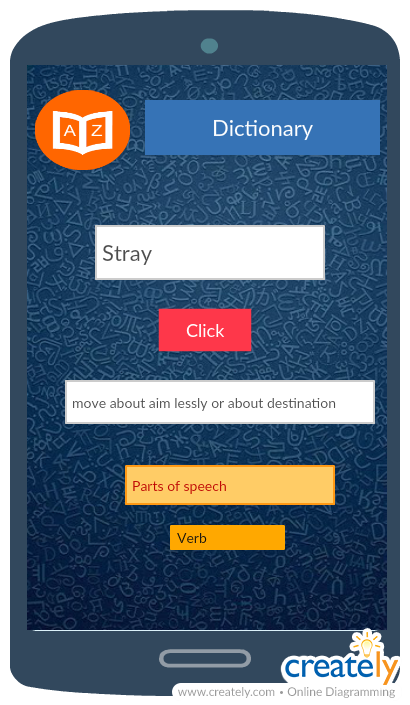 A Z
Dictionary
Stray
Click
move about aim lessly or about destination
Parts of speech
Verb
creately
www.creately.com • Online Diagramming